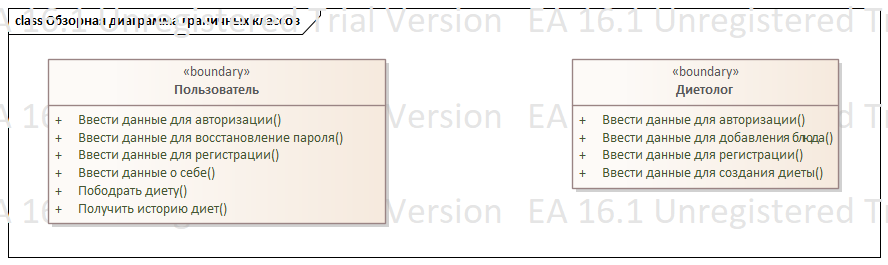 class Обзорная диаграмма граничных классов
EA 16.1 Unregistered Trial Version EA 16.1 Unregistered Tr
«boundary»
Пользователь
+ Ввести данные для авторизации()
+ Ввести данные для восстановление пароля()
+ Ввести данные для регистрации()
+ Ввести данные о себе()
+ Пободрать диету()
+ Получить историю диет()
«boundary»
Диетолог
+ Ввести данные для авторизации()
+ Ввести данные для добавления блюда()
+ Ввести данные для регистрации()
+ Ввести данные для создания диеты()
A 16.1 Unregistered Trial Version EA 16.1 Unregistered Tr
A 16.1 Unregistered Trial Version EA 16.1 Unregistered Tr